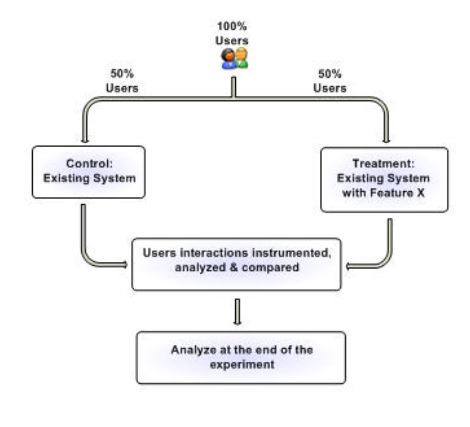 100%
Users
50%
Users
50%
Users
Control:
Existing System
Treatment:
Existing System
with Feature X
Users interactions instrumented,
analyzed & compared
Analyze at the end of the
experiment